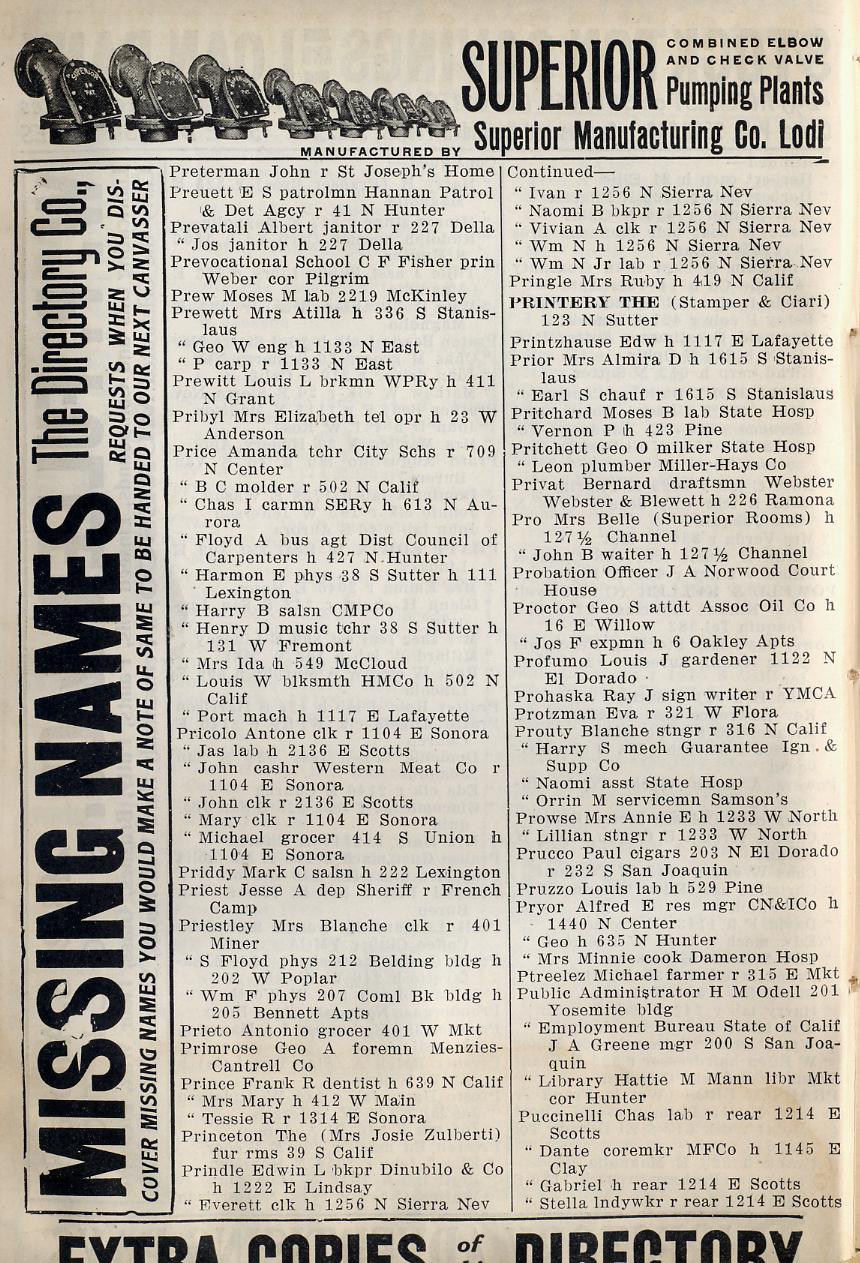 SUPERIOR
COMBINED ELBOW
AND CHECK VALVE
Pumping Plants
MANUFACTURED BY Superior Manufacturing Co. Lodi
MISSING NAMES The Directory Co.,
COVER MISSING NAMES YOU WOULD MAKE A NOTE OF SAME TO BE HANDED TO OUR NEXT CANVASSER
REQUESTS WHEN YOU DIS-
Preterman John r St Joseph's Home
Preuett E S patrolmn Hannan Patrol
& Det Agcy r 41 N Hunter
Prevatali Albert janitor r 227 Della
" Jos janitor h 227 Della
Prevocational School C F Fisher prin
Weber cor Pilgrim
Prew Moses M lab 2219 McKinley
Prewett Mrs Atilla h 336 S Stanis-
laus
" Geo W eng h 1133 N East
" P carp r 1133 N East
Prewitt Louis L brkmn WPRy h 411
N Grant
Pribyl Mrs Elizabeth tel opr h 23 W
Anderson
Price Amanda tchr City Schs r 709
N Center
" B C molder r 502 N Calif
" Chas I carmn SERy h 613 N Au-
rora
" Floyd A bus agt Dist Council of
Carpenters h 427 N Hunter
" Harmon E phys 38 S Sutter h 111
Lexington
" Harry B salsn CMPCo
" Henry D music tchr 38 S Sutter h
131 W Fremont
" Mrs Ida h 549 McCloud
" Louis W blksmth HMCo h 502 N
Calif
" Port mach h 1117 E Lafayette
Pricolo Antone clk r 1104 E Sonora
" Jas lab h 2136 E Scotts
" John cashr Western Meat Co r
1104 E Sonora
" John clk r 2136 E Scotts
" Mary clk r 1104 E Sonora
" Michael grocer 414 S Union h
1104 E Sonora
Priddy Mark C salsn h 222 Lexington
Priest Jesse A dep Sheriff r French
Camp
Priestley Mrs Blanche clk r 401
Miner
" S Floyd phys 212 Belding bldg h
202 W Poplar
" Wm F phys 207 Coml Bk bldg h
205 Bennett Apts
Prieto Antonio grocer 401 W Mkt
Primrose Geo A foremn Menzies-
Cantrell Co
Prince Frank R dentist h 639 N Calif
" Mrs Mary h 412 W Main
" Tessie R r 1314 E Sonora
Princeton The (Mrs Josie Zulberti)
fur rms 39 S Calif
Prindle Edwin L bkpr Dinubilo & Co
h 1222 E Lindsay
" Everett clk h 1256 N Sierra Nev
Continued—
" Ivan r 1256 N Sierra Nev
" Naomi B bkpr r 1256 N Sierra Nev
" Vivian A clk r 1256 N Sierra Nev
" Wm N h 1256 N Sierra Nev
" Wm N Jr lab r 1256 N Sierra Nev
Pringle Mrs Ruby h 419 N Calif
PRINTERY THE (Stamper & Ciari)
123 N Sutter
Printzhause Edw h 1117 E Lafayette
Prior Mrs Almira D h 1615 S Stanis-
laus
" Earl S chauf r 1615 S Stanislaus
Pritchard Moses B lab State Hosp
" Vernon P h 423 Pine
Pritchett Geo O milker State Hosp
" Leon plumber Miller-Hays Co
Privat Bernard draftsmn Webster
Webster & Blewett h 226 Ramona
Pro Mrs Belle (Superior Rooms) h
127½ Channel
" John B waiter h 127½ Channel
Probation Officer J A Norwood Court
House
Proctor Geo S attdt Assoc Oil Co h
16 E Willow
" Jos F expmn h 6 Oakley Apts
Profumo Louis J gardener 1122 N
El Dorado
Prohaska Ray J sign writer r YMCA
Protzman Eva r 321 W Flora
Prouty Blanche stngr r 316 N Calif
" Harry S mech Guarantee Ign. &
Supp Co
" Naomi asst State Hosp
" Orrin M servicemn Samson's
Prowse Mrs Annie E h 1233 W North
" Lillian stngr r 1233 W North
Prucco Paul cigars 203 N El Dorado
r 232 S San Joaquin
Pruzzo Louis lab h 529 Pine
Pryor Alfred E res mgr CN&ICo h
1440 N Center
" Geo h 635 N Hunter
" Mrs Minnie cook Dameron Hosp
Ptreelez Michael farmer r 315 E Mkt
Public Administrator H M Odell 201
Yosemite bldg
" Employment Bureau State of Calif
J A Greene mgr 200 S San Joa-
quin
" Library Hattie M Mann libr Mkt
cor Hunter
Puccinelli Chas lab r rear 1214 E
Scotts
" Dante coremkr MFCo h 1145 E
Clay
" Gabriel h rear 1214 E Scotts
" Stella lndywkr r rear 1214 E Scotts
EXTRA COPIES of DIRECTORY